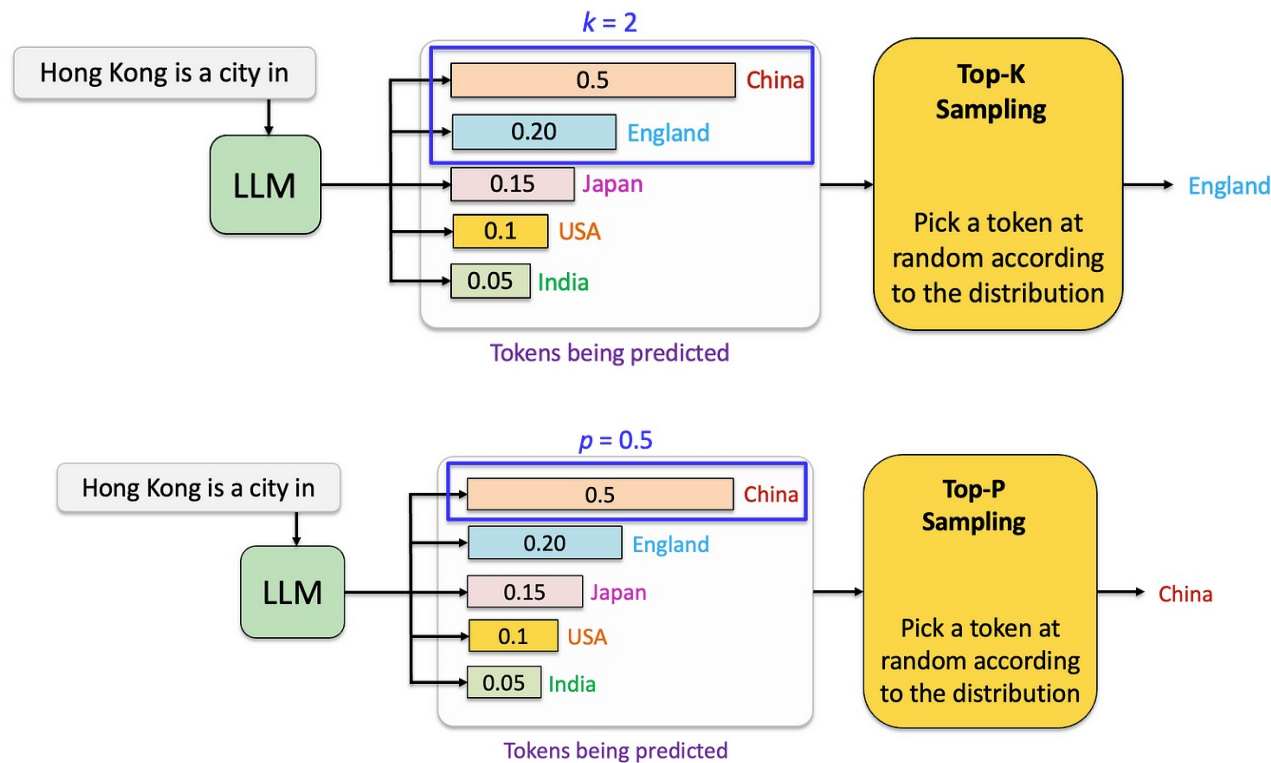 k = 2
Hong Kong is a city in
LLM
0.5 China
0.20 England
0.15 Japan
0.1 USA
0.05 India
Tokens being predicted
Top-K
Sampling
Pick a token at
random according
to the distribution
England
p = 0.5
Hong Kong is a city in
LLM
0.5 China
0.20 England
0.15 Japan
0.1 USA
0.05 India
Tokens being predicted
Top-P
Sampling
Pick a token at
random according
to the distribution
China